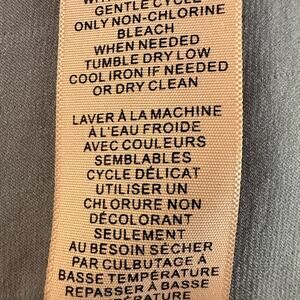 GENTLE CYCLE
ONLY NON-CHLORINE
BLEACH
WHEN NEEDED
TUMBLE DRY LOW
COOL IRON IF NEEDED
OR DRY CLEAN
LAVER À LA MACHINE
À L'EAU FROIDE
AVEC COULEURS
SEMBLABLES
CYCLE DÉLICAT
UTILISER UN
CHLORURE NON
DÉCOLORANT
SEULEMENT
AU BESOIN SÉCHER
PAR CULBUTAGE À
BASSE TEMPÉRATURE
REPASSER À BASSE